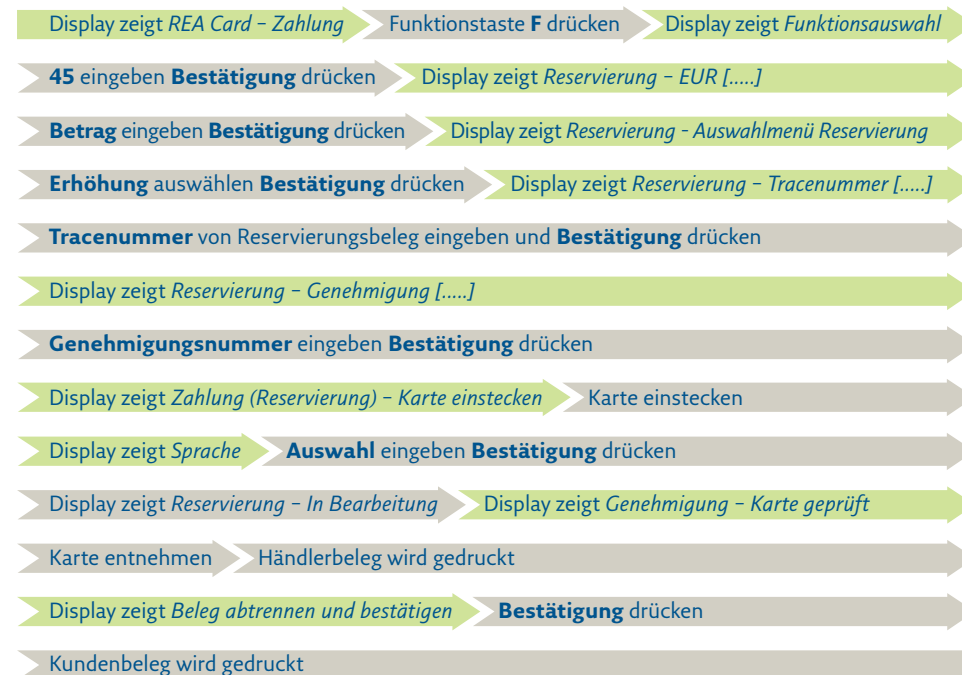 Display zeigt REA Card – Zahlung Funktionstaste F drücken Display zeigt Funktionsauswahl
45 eingeben Bestätigung drücken Display zeigt Reservierung – EUR [.....]
Betrag eingeben Bestätigung drücken Display zeigt Reservierung - Auswahlmenü Reservierung
Erhöhung auswählen Bestätigung drücken Display zeigt Reservierung – Tracenummer [.....]
Tracenummer von Reservierungsbeleg eingeben und Bestätigung drücken
Display zeigt Reservierung – Genehmigung [.....]
Genehmigungsnummer eingeben Bestätigung drücken
Display zeigt Zahlung (Reservierung) – Karte einstecken Karte einstecken
Display zeigt Sprache Auswahl eingeben Bestätigung drücken
Display zeigt Reservierung – In Bearbeitung Display zeigt Genehmigung – Karte geprüft
Karte entnehmen Händlerbeleg wird gedruckt
Display zeigt Beleg abtrennen und bestätigen Bestätigung drücken
Kundenbeleg wird gedruckt